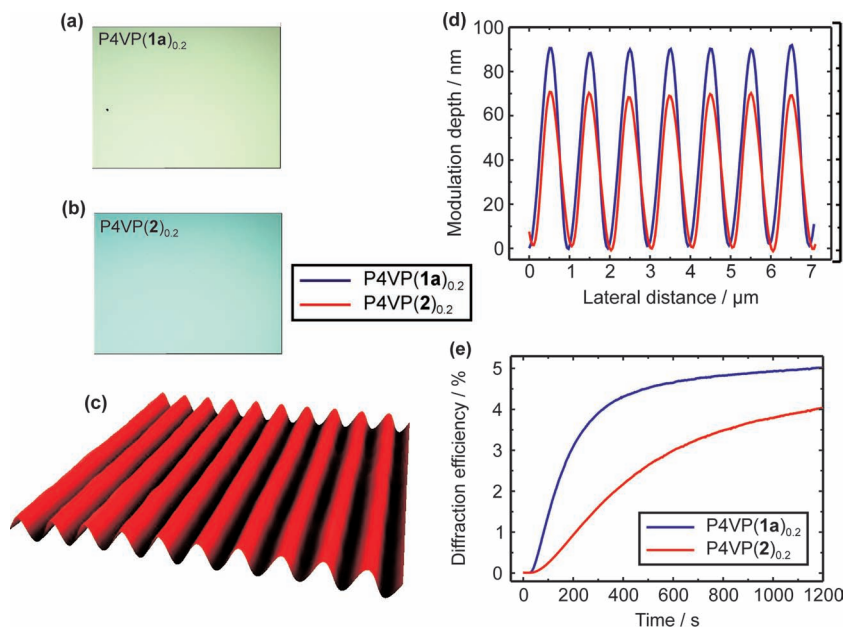 (a)
P4VP(1a)0.2
(b)
P4VP(2)0.2
P4VP(1a)0.2
P4VP(2)0.2
(c)
(d)
Modulation depth / nm
100
80
60
40
20
0
0 1 2 3 4 5 6 7
Lateral distance / µm
(e)
Diffraction efficiency / %
6
5
4
3
2
1
0
P4VP(1a)0.2
P4VP(2)0.2
0 200 400 600 800 1000 1200
Time / s